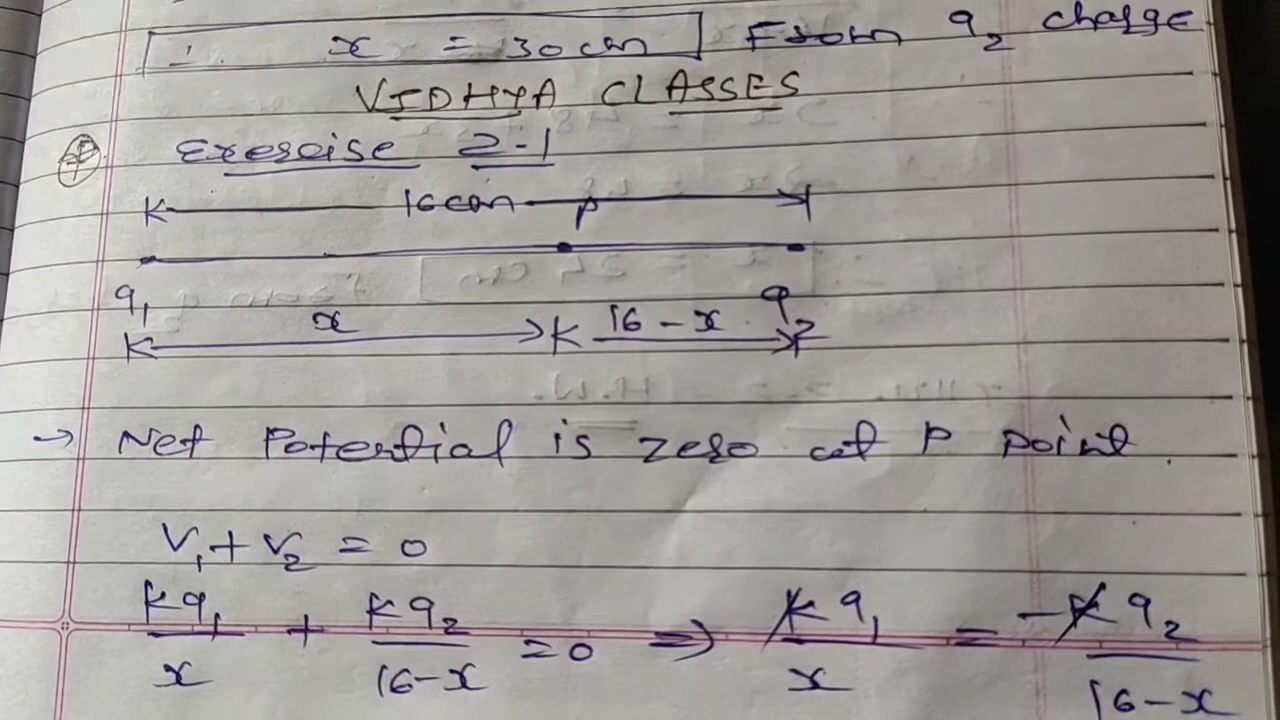 ∴ x = 30 cm From q₂ charge
VIDHYA CLASSES
Exercise 2-1
16 cm p
q₁ q₂
x 16 - x
→ Net Potential is zero at P point.
V₁ + V₂ = 0
kq₁/x + kq₂/16-x = 0 ⇒ kq₁/x = -kq₂/16-x